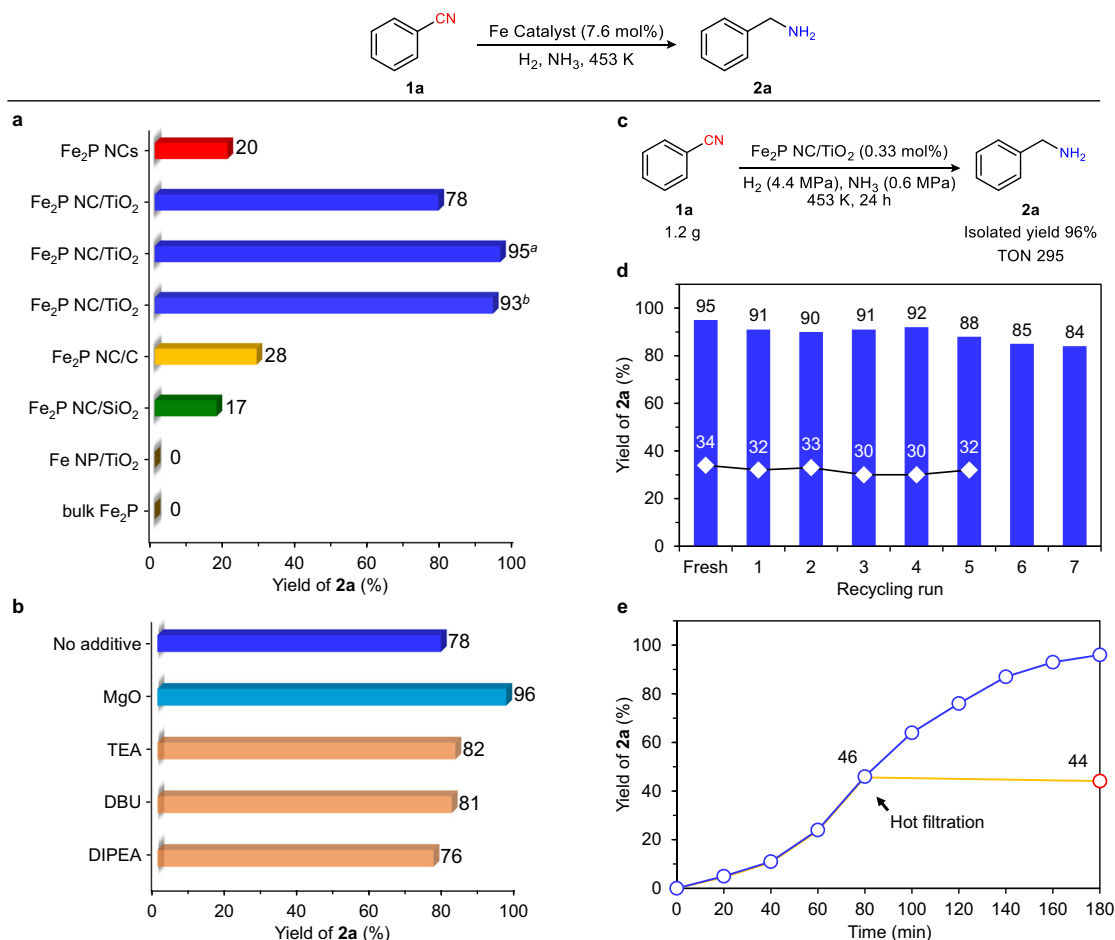 CN
Fe Catalyst (7.6 mol%)
H₂, NH₃, 453 K
NH₂
1a
2a
a
Fe₂P NCs
20
Fe₂P NC/TiO₂
78
Fe₂P NC/TiO₂
95ᵃ
Fe₂P NC/TiO₂
93ᵇ
Fe₂P NC/C
28
Fe₂P NC/SiO₂
17
Fe NP/TiO₂
0
bulk Fe₂P
0
0 20 40 60 80 100
Yield of 2a (%)
b
No additive
78
MgO
96
TEA
82
DBU
81
DIPEA
76
0 20 40 60 80 100
Yield of 2a (%)
c
CN
Fe₂P NC/TiO₂ (0.33 mol%)
H₂ (4.4 MPa), NH₃ (0.6 MPa)
453 K, 24 h
NH₂
1a
1.2 g
2a
Isolated yield 96%
TON 295
d
100
80
60
40
20
0
Yield of 2a (%)
95 91 90 91 92 88 85 84
34 32 33 30 30 32
Fresh 1 2 3 4 5 6 7
Recycling run
e
100
80
60
40
20
0
Yield of 2a (%)
46
44
Hot filtration
0 20 40 60 80 100 120 140 160 180
Time (min)